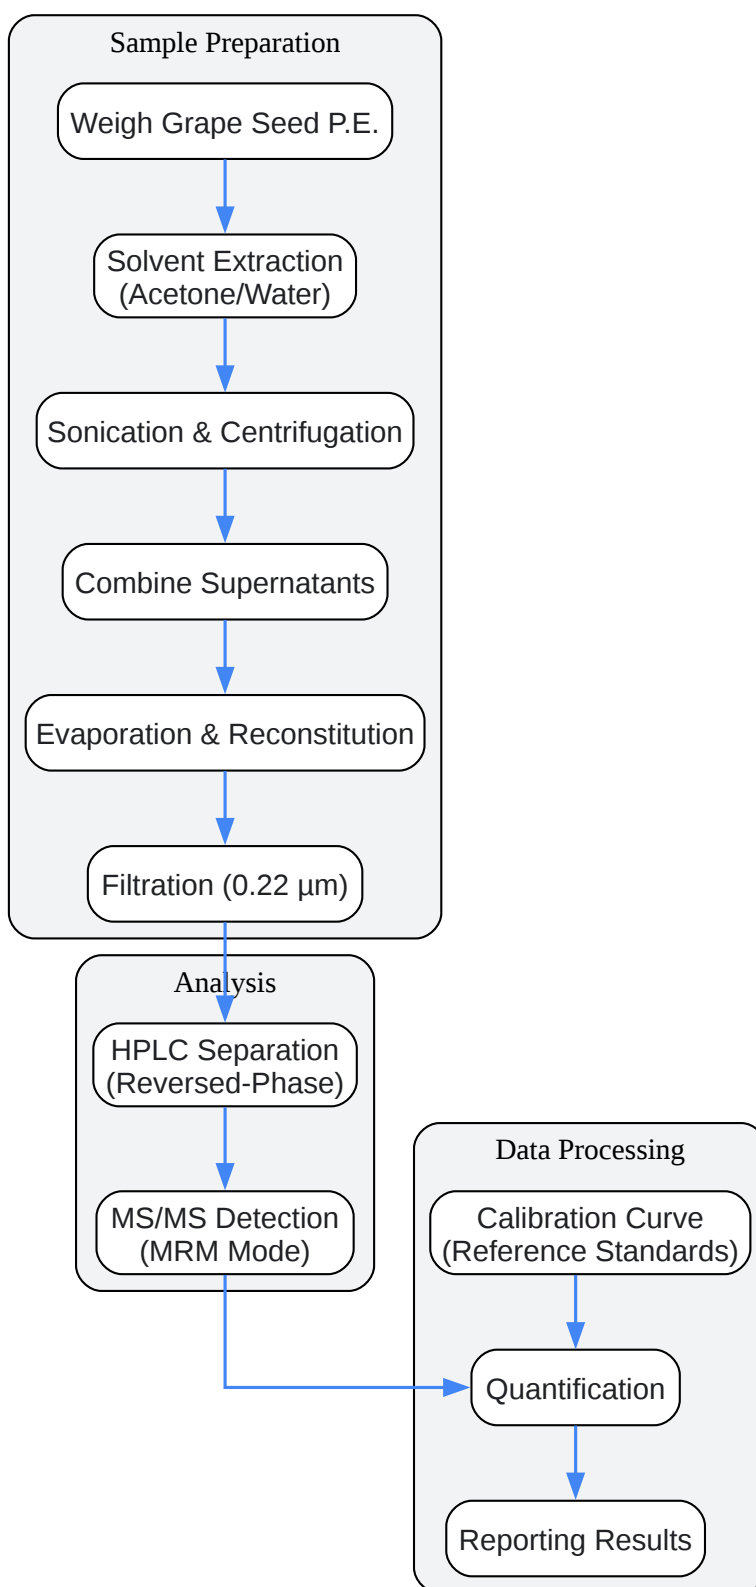 Sample Preparation
Weigh Grape Seed P.E.
Solvent Extraction
(Acetone/Water)
Sonication & Centrifugation
Combine Supernatants
Evaporation & Reconstitution
Filtration (0.22 µm)
Analysis
HPLC Separation
(Reversed-Phase)
MS/MS Detection
(MRM Mode)
Data Processing
Calibration Curve
(Reference Standards)
Quantification
Reporting Results